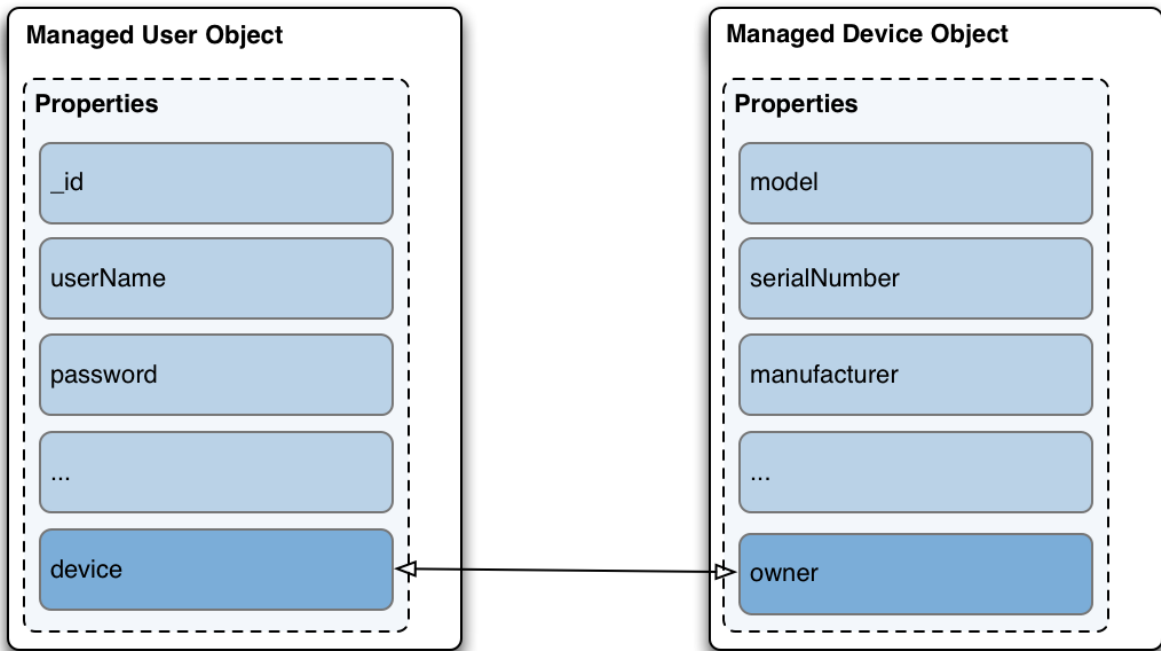 Managed User Object
Properties
_id
userName
password
...
device
Managed Device Object
Properties
model
serialNumber
manufacturer
...
owner